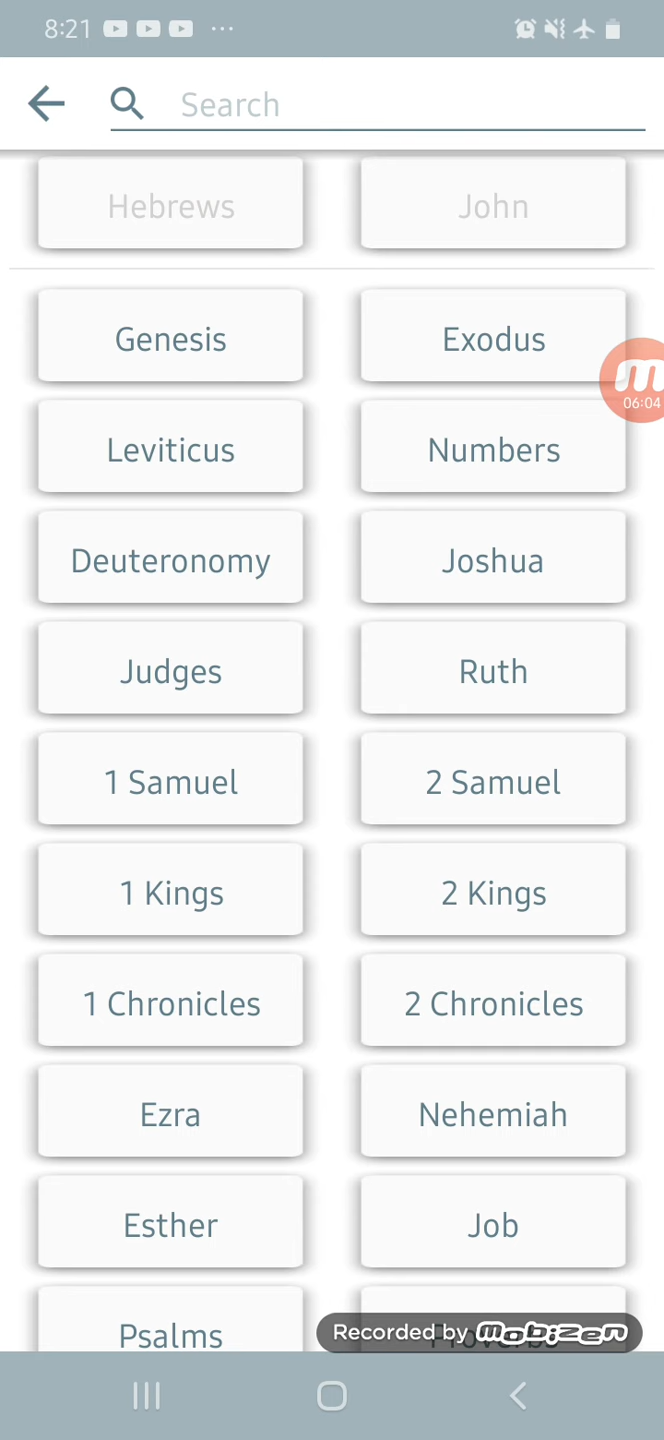 8:21 ...
Search
Hebrews John
Genesis Exodus
m
06:04
Leviticus Numbers
Deuteronomy Joshua
Judges Ruth
1 Samuel 2 Samuel
1 Kings 2 Kings
1 Chronicles 2 Chronicles
Ezra Nehemiah
Esther Job
Psalms Proverbs
Recorded by mobizen